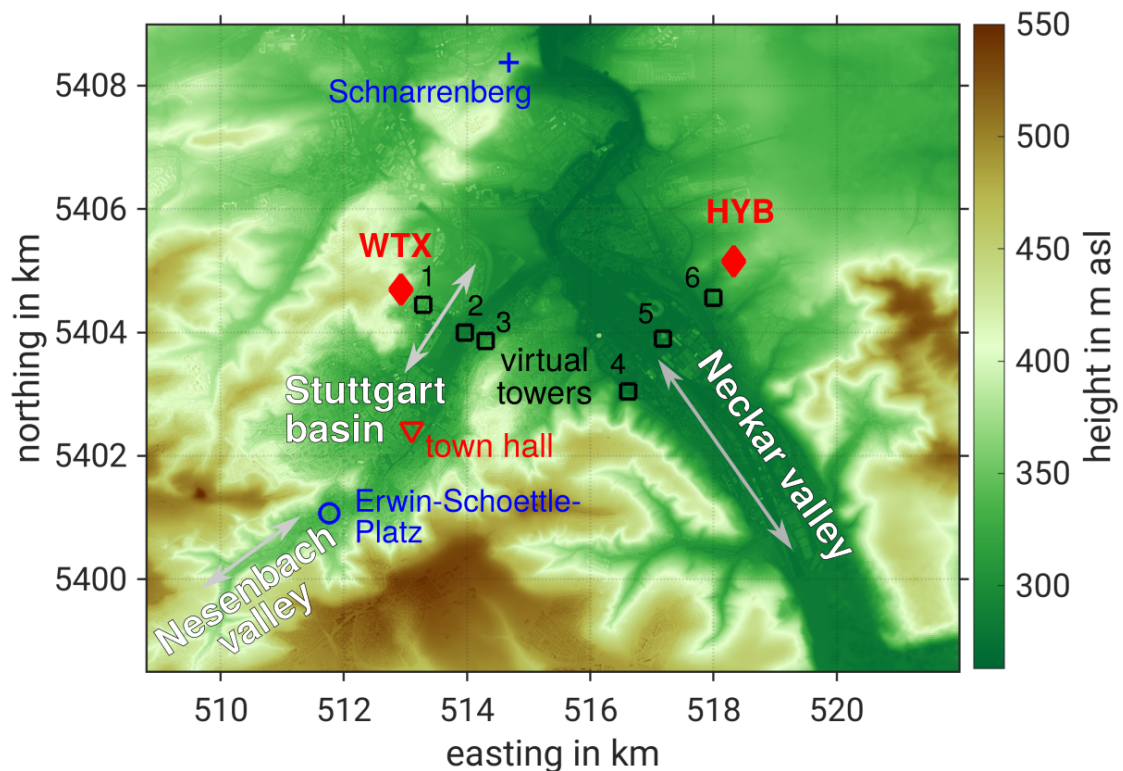 550
500
450
400
350
300
height in m asl
5408
5406
5404
5402
5400
northing in km
510
512
514
516
518
520
easting in km
Schnarrenberg
HYB
WTX
1
2
3
4
5
6
virtual
towers
Stuttgart
basin
town hall
Neckar valley
Erwin-Schoettle-
Platz
Nesenbach
valley